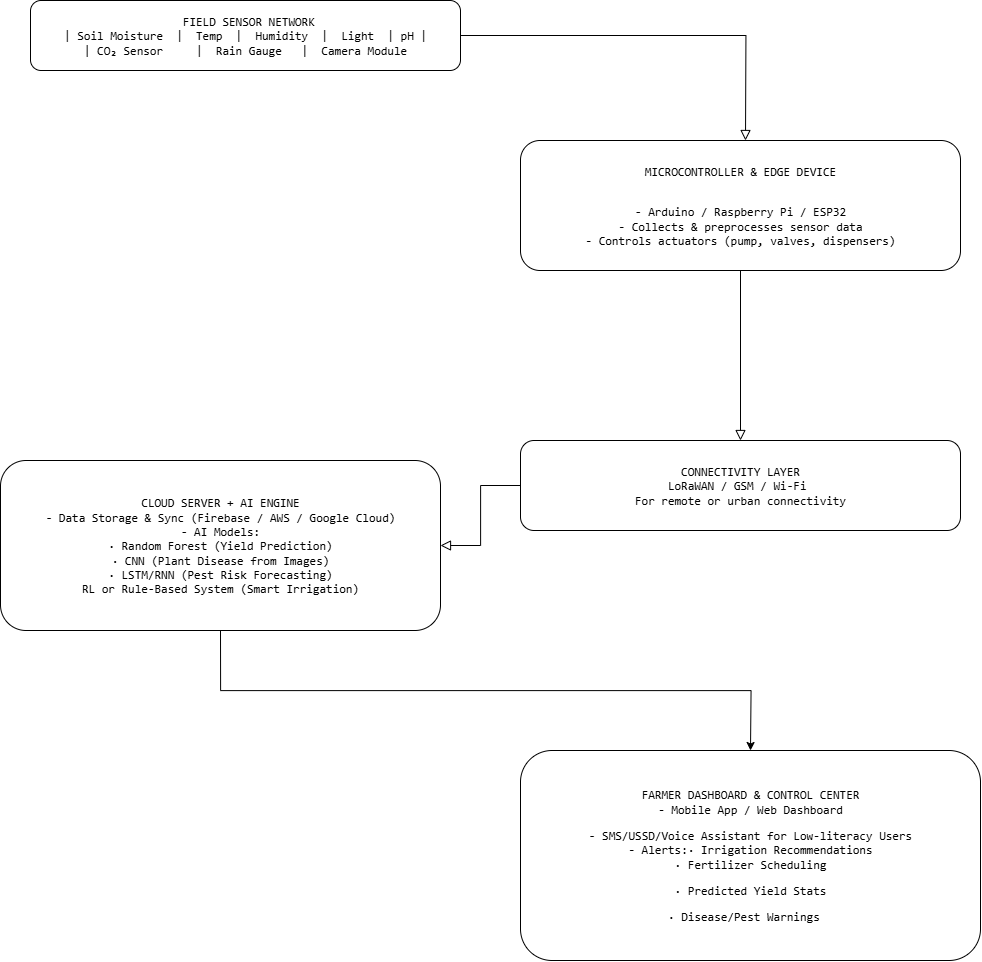 FIELD SENSOR NETWORK
| Soil Moisture | Temp | Humidity | Light | pH |
| CO₂ Sensor | Rain Gauge | Camera Module
MICROCONTROLLER & EDGE DEVICE
- Arduino / Raspberry Pi / ESP32
- Collects & preprocesses sensor data
- Controls actuators (pump, valves, dispensers)
CONNECTIVITY LAYER
LoRaWAN / GSM / Wi-Fi
For remote or urban connectivity
CLOUD SERVER + AI ENGINE
- Data Storage & Sync (Firebase / AWS / Google Cloud)
- AI Models:
· Random Forest (Yield Prediction)
· CNN (Plant Disease from Images)
· LSTM/RNN (Pest Risk Forecasting)
RL or Rule-Based System (Smart Irrigation)
FARMER DASHBOARD & CONTROL CENTER
- Mobile App / Web Dashboard
- SMS/USSD/Voice Assistant for Low-literacy Users
- Alerts:· Irrigation Recommendations
· Fertilizer Scheduling
· Predicted Yield Stats
· Disease/Pest Warnings